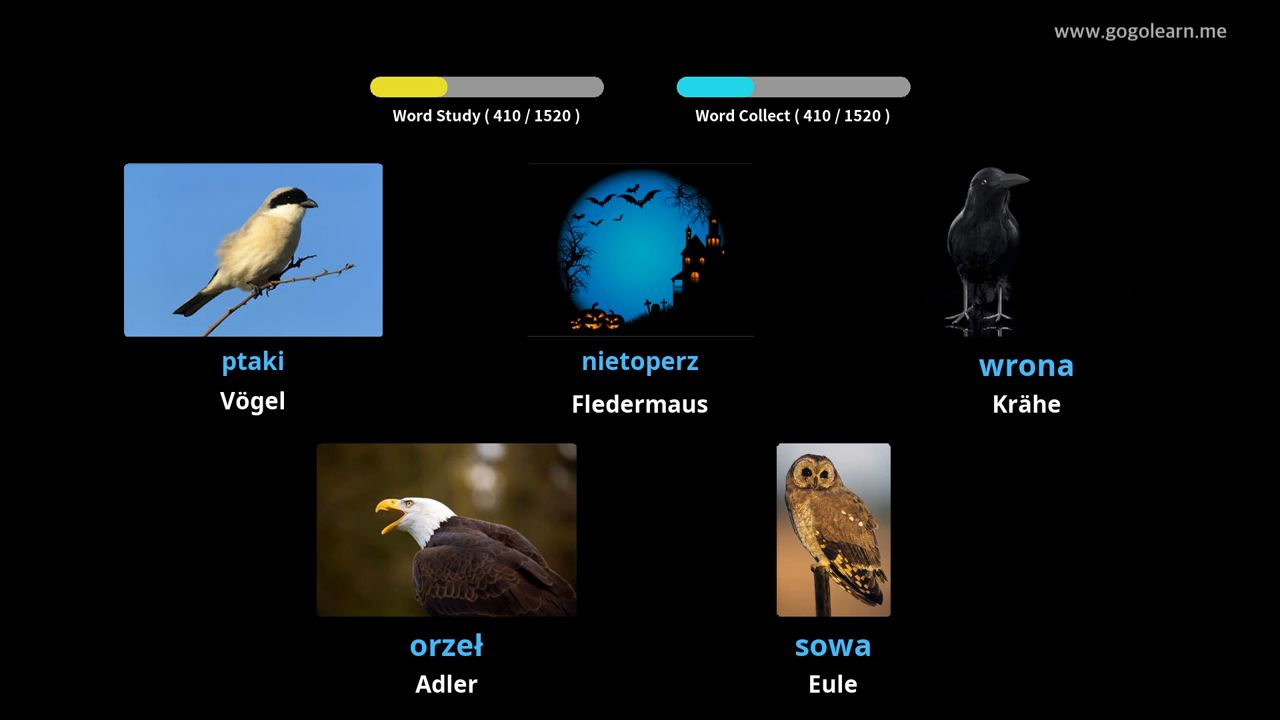 www.gogolearn.me
Word Study ( 410 / 1520 )
Word Collect ( 410 / 1520 )
ptaki
Vögel
nietoperz
Fledermaus
wrona
Krähe
orzeł
Adler
sowa
Eule